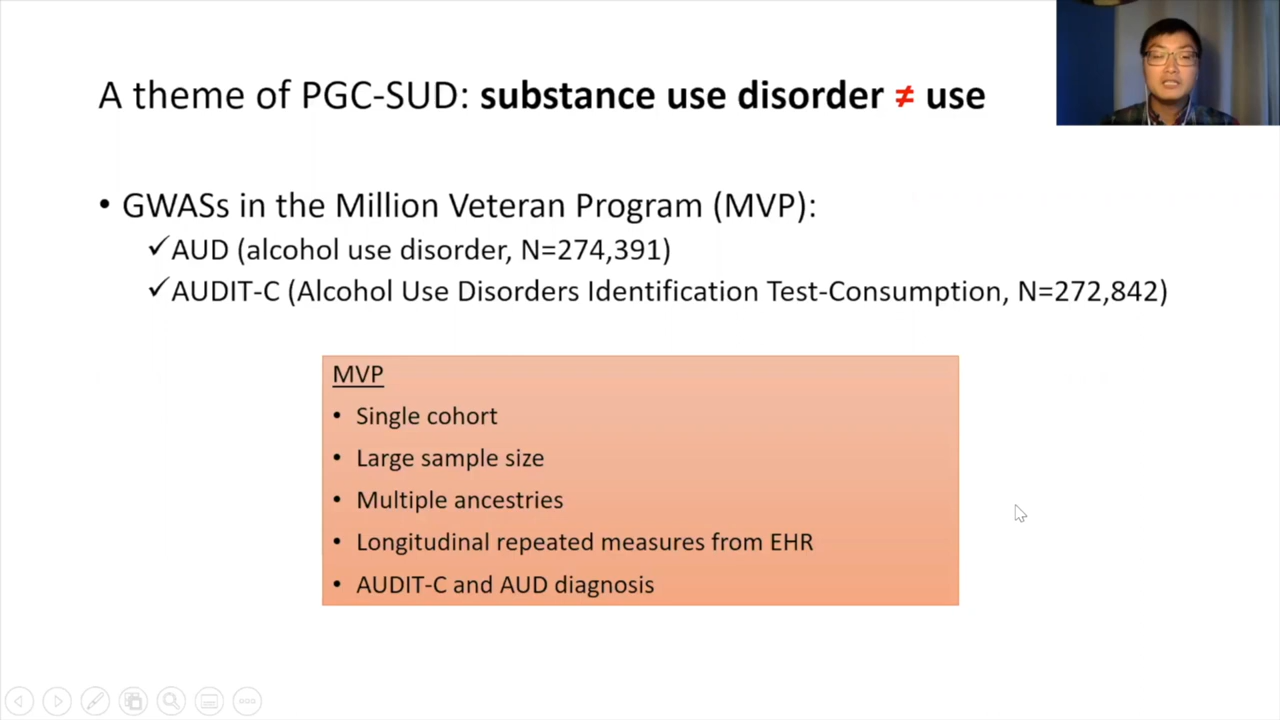 A theme of PGC-SUD: substance use disorder ≠ use
• GWASs in the Million Veteran Program (MVP):
✓AUD (alcohol use disorder, N=274,391)
✓AUDIT-C (Alcohol Use Disorders Identification Test-Consumption, N=272,842)
MVP
• Single cohort
• Large sample size
• Multiple ancestries
• Longitudinal repeated measures from EHR
• AUDIT-C and AUD diagnosis